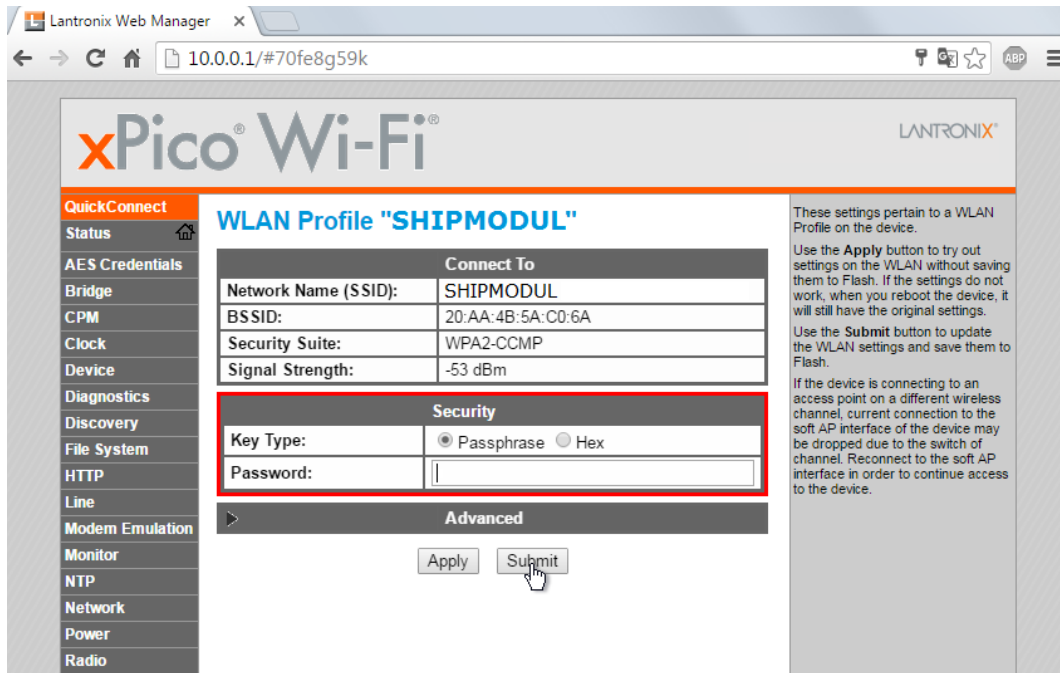 Lantronix Web Manager
10.0.0.1/#70fe8g59k
ABP
xPico® Wi-Fi®
LANTRONIX®
QuickConnect
Status
AES Credentials
Bridge
CPM
Clock
Device
Diagnostics
Discovery
File System
HTTP
Line
Modem Emulation
Monitor
NTP
Network
Power
Radio
WLAN Profile "SHIPMODUL"
Connect To
Network Name (SSID): SHIPMODUL
BSSID: 20:AA:4B:5A:C0:6A
Security Suite: WPA2-CCMP
Signal Strength: -53 dBm
Security
Key Type: Passphrase Hex
Password:
Advanced
Apply Submit
These settings pertain to a WLAN
Profile on the device.
Use the Apply button to try out
settings on the WLAN without saving
them to Flash. If the settings do not
work, when you reboot the device, it
will still have the original settings.
Use the Submit button to update
the WLAN settings and save them to
Flash.
If the device is connecting to an
access point on a different wireless
channel, current connection to the
soft AP interface of the device may
be dropped due to the switch of
channel. Reconnect to the soft AP
interface in order to continue access
to the device.